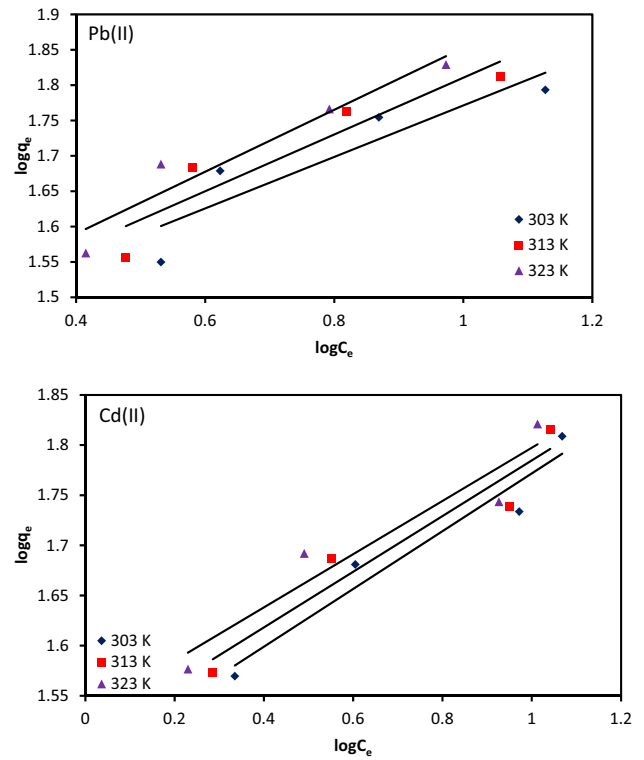 Pb(II)
1.9
1.85
1.8
1.75
1.7
1.65
1.6
1.55
1.5
logqe
303 K
313 K
323 K
0.4 0.6 0.8 1 1.2
logCe
Cd(II)
1.85
1.8
1.75
1.7
1.65
1.6
1.55
logqe
303 K
313 K
323 K
0 0.2 0.4 0.6 0.8 1 1.2
logCe